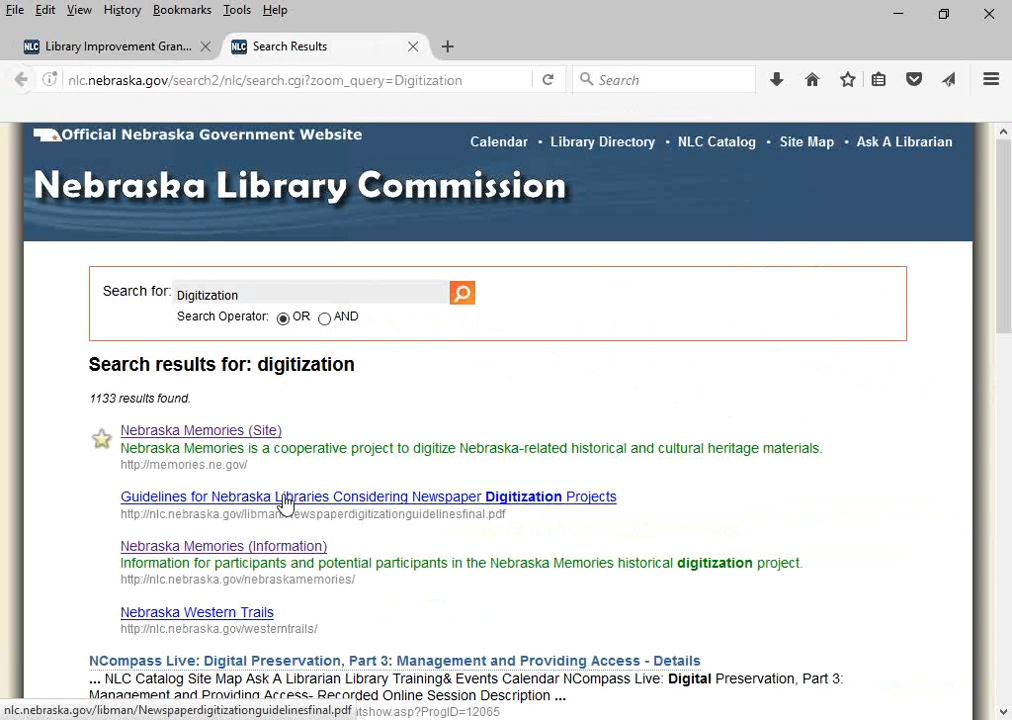 File Edit View History Bookmarks Tools Help
NLC Library Improvement Gran... NLC Search Results
nlc.nebraska.gov/search2/nlc/search.cgi?zoom_query=Digitization Search
Official Nebraska Government Website
Calendar • Library Directory • NLC Catalog • Site Map • Ask A Librarian
Nebraska Library Commission
Search for: Digitization
Search Operator: OR AND
Search results for: digitization
1133 results found.
Nebraska Memories (Site)
Nebraska Memories is a cooperative project to digitize Nebraska-related historical and cultural heritage materials.
http://memories.ne.gov/
Guidelines for Nebraska Libraries Considering Newspaper Digitization Projects
http://nlc.nebraska.gov/libman/newspaperdigitizationguidelinesfinal.pdf
Nebraska Memories (Information)
Information for participants and potential participants in the Nebraska Memories historical digitization project.
http://nlc.nebraska.gov/nebraskamemories/
Nebraska Western Trails
http://nlc.nebraska.gov/westerntrails/
NCompass Live: Digital Preservation, Part 3: Management and Providing Access - Details
... NLC Catalog Site Map Ask A Librarian Library Training& Events Calendar NCompass Live: Digital Preservation, Part 3:
Management and Providing Access- Recorded Online Session Description ...
nlc.nebraska.gov/libman/Newspaperdigitizationguidelinesfinal.pdf tshow.asp?ProgID=12065